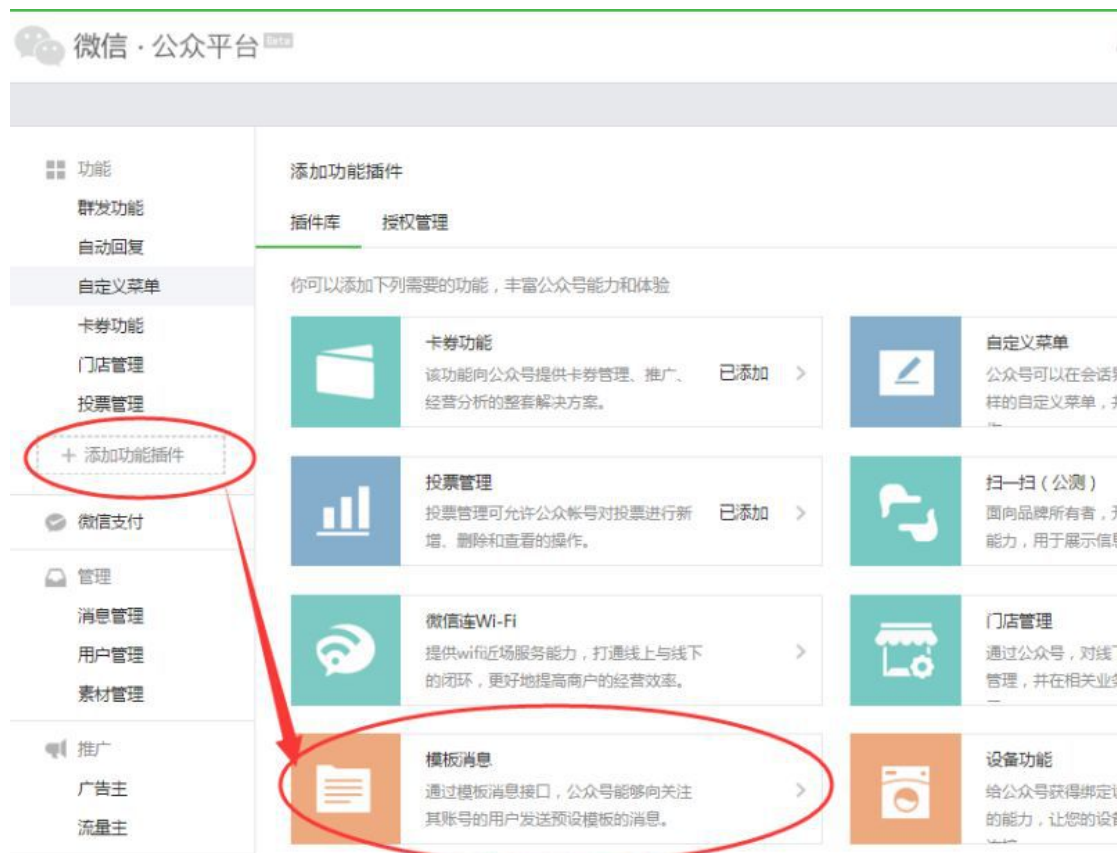 微信·公众平台 Beta
功能
群发功能
自动回复
自定义菜单
卡券功能
门店管理
投票管理
+ 添加功能插件
微信支付
管理
消息管理
用户管理
素材管理
推广
广告主
流量主
添加功能插件
插件库 授权管理
你可以添加下列需要的功能，丰富公众号能力和体验
卡券功能
该功能向公众号提供卡券管理、推广、
经营分析的整套解决方案。
已添加
自定义菜单
公众号可以在会话
样的自定义菜单，
投票管理
投票管理可允许公众帐号对投票进行新
增、删除和查看的操作。
已添加
扫一扫（公测）
面向品牌所有者，
能力，用于展示信
微信连Wi-Fi
提供wifi近场服务能力，打通线上与线下
的闭环，更好地提高商户的经营效率。
门店管理
通过公众号，对线
管理，并在相关业
模板消息
通过模板消息接口，公众号能够向关注
其账号的用户发送预设模板的消息。
设备功能
给公众号获得绑定
的能力，让您的设